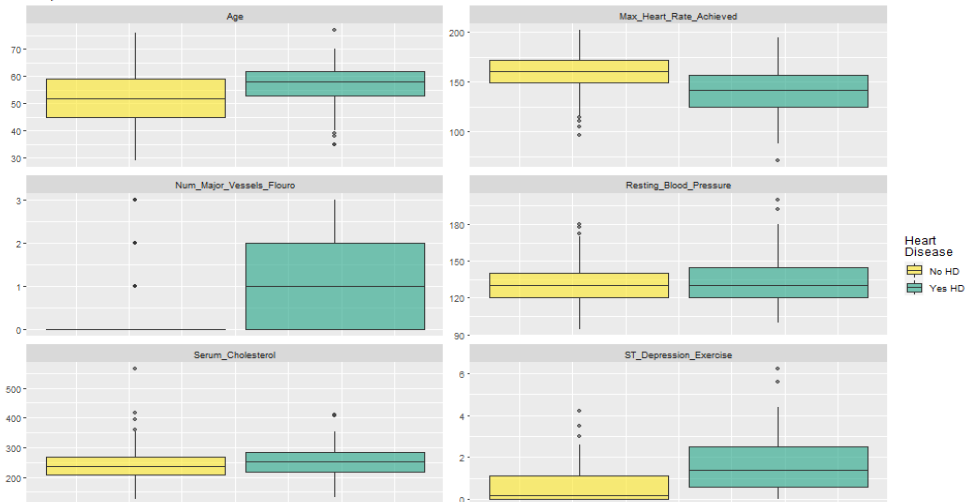 Age
70
60
50
40
30
Max_Heart_Rate_Achieved
200
150
100
Num_Major_Vessels_Flouro
3
2
1
0
Resting_Blood_Pressure
180
150
120
90
Serum_Cholesterol
500
400
300
200
ST_Depression_Exercise
6
4
2
0
Heart
Disease
No HD
Yes HD